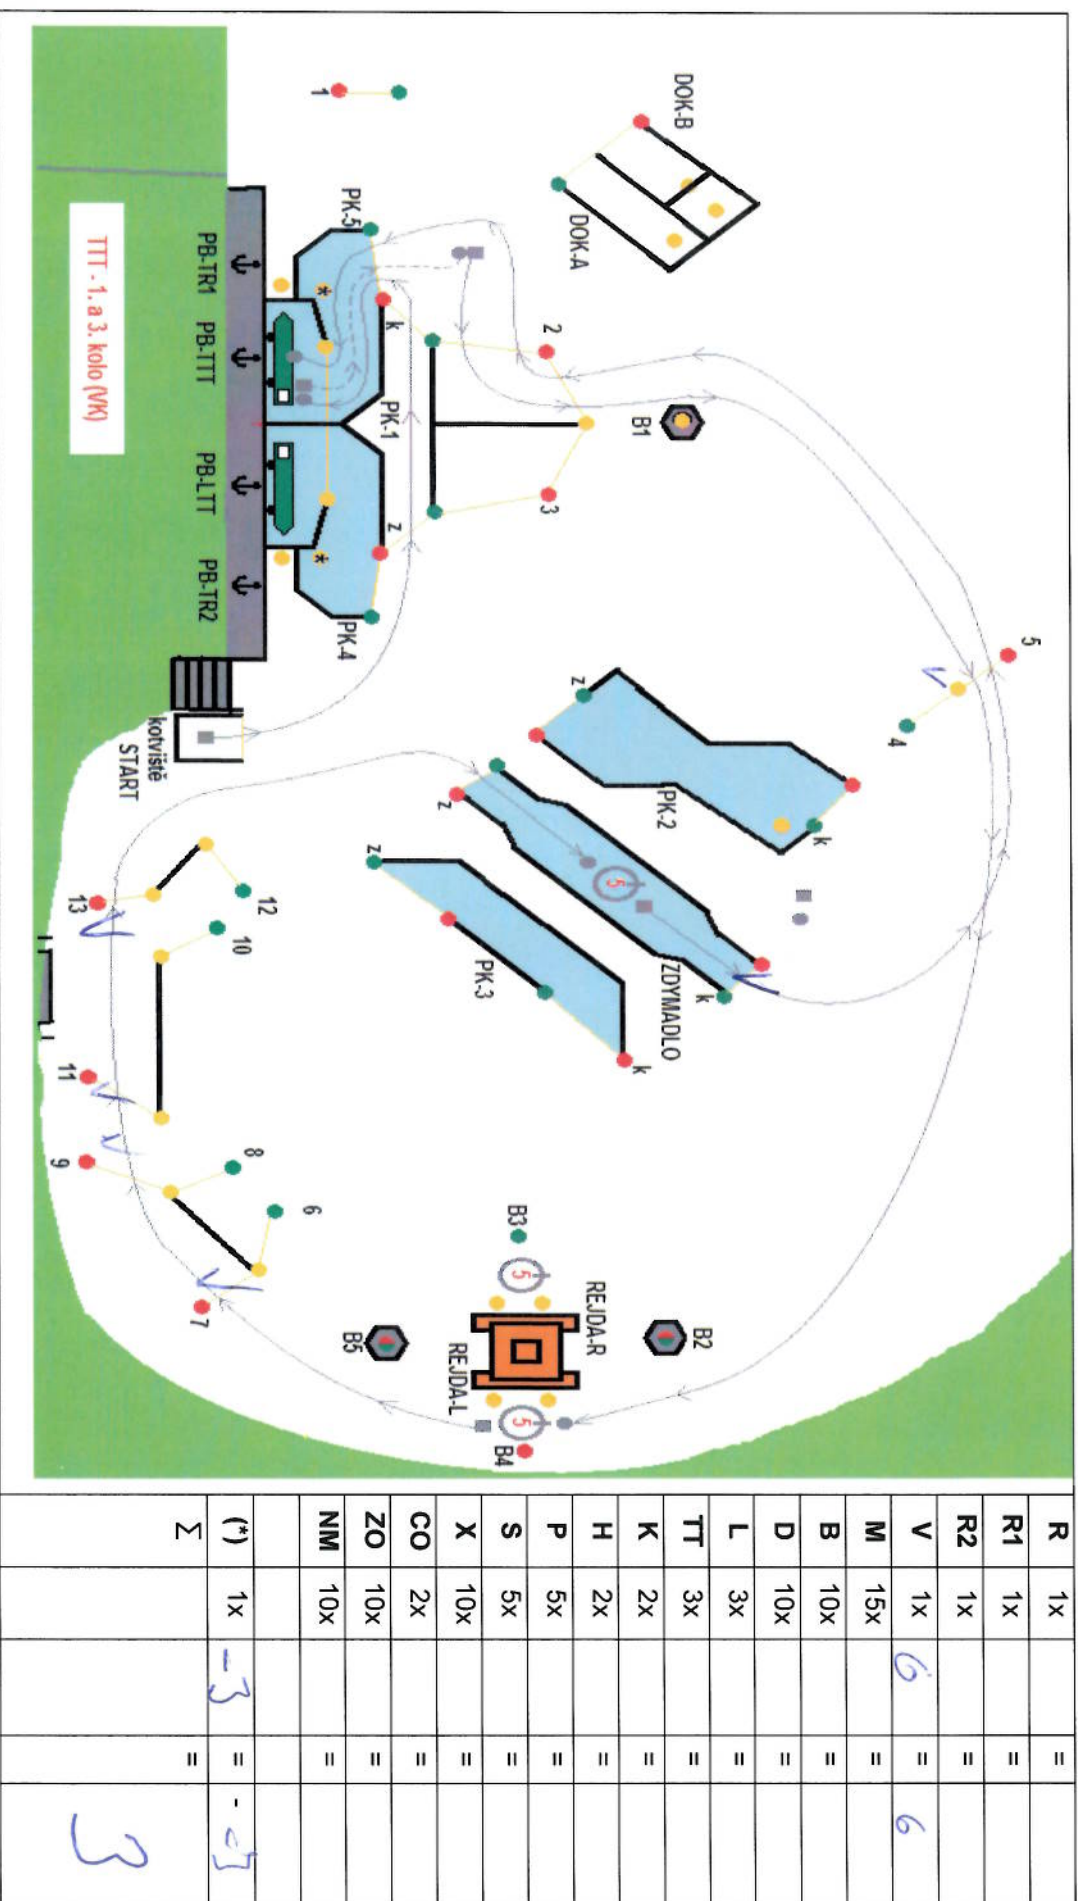 TTT - 1. a 3. kolo (VK)
PB-TR1
PB-TTT
PB-LTT
PB-TR2
kotviště
START
PK-5
*
k
PK-1
z
*
PK-4
1
DOK-B
DOK-A
2
3
B1
5
4
z
PK-2
k
z
5
ZDYMADLO
k
z
PK-3
k
12
13
10
11
8
9
6
7
B3
5
REJDA-R
REJDA-L
B2
B5
5
B4
R 1x =
R1 1x =
R2 1x =
V 1x 6 = 6
M 15x =
B 10x =
D 10x =
L 3x =
TT 3x =
K 2x =
H 2x =
P 5x =
S 5x =
X 10x =
CO 2x =
ZO 10x =
NM 10x =
(*) 1x -3 = - 3
Σ = 3